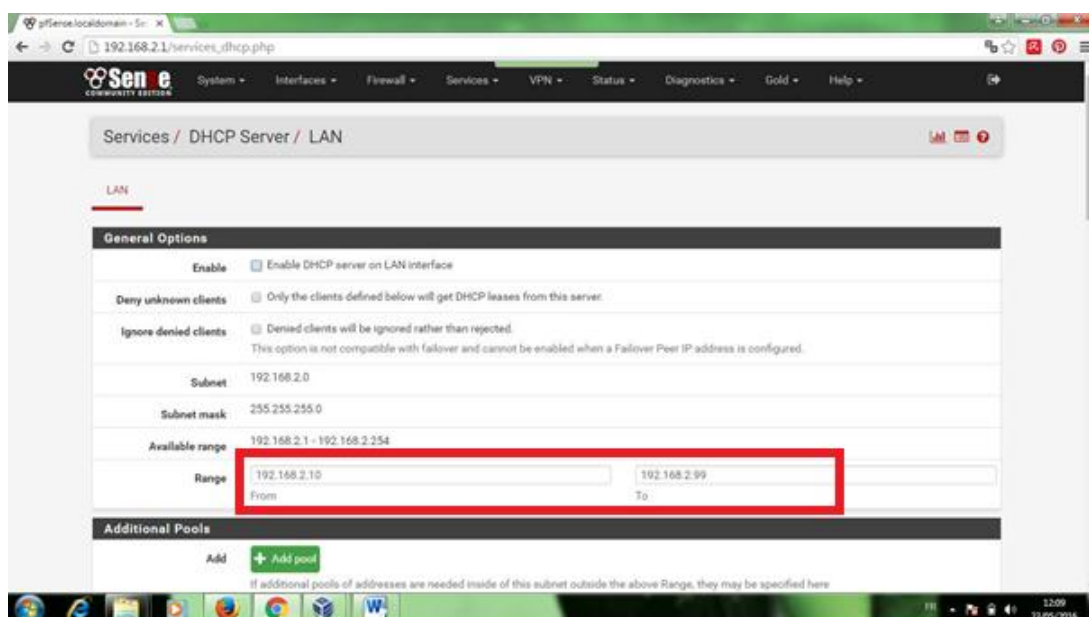 pfSense.localdomain - Ser
192.168.2.1/services_dhcp.php
Sense
COMMUNITY EDITION
System
Interfaces
Firewall
Services
VPN
Status
Diagnostics
Gold
Help
Services / DHCP Server / LAN
LAN
General Options
Enable
Enable DHCP server on LAN interface
Deny unknown clients
Only the clients defined below will get DHCP leases from this server.
Ignore denied clients
Denied clients will be ignored rather than rejected.
This option is not compatible with failover and cannot be enabled when a Failover Peer IP address is configured.
Subnet
192.168.2.0
Subnet mask
255.255.255.0
Available range
192.168.2.1 - 192.168.2.254
Range
192.168.2.10
192.168.2.99
From
To
Additional Pools
Add
+ Add pool
If additional pools of addresses are needed inside of this subnet outside the above Range, they may be specified here
FR
12:09
23/05/2016